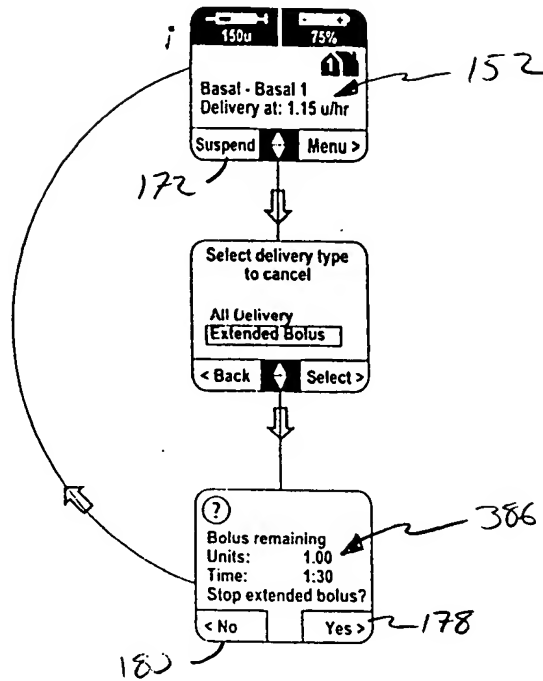 i
150u 75%
1
152
Basal - Basal 1
Delivery at: 1.15 u/hr
Suspend Menu >
172
Select delivery type
to cancel
All Delivery
Extended Bolus
< Back Select >
?
386
Bolus remaining
Units: 1.00
Time: 1:30
Stop extended bolus?
< No Yes >
178
180